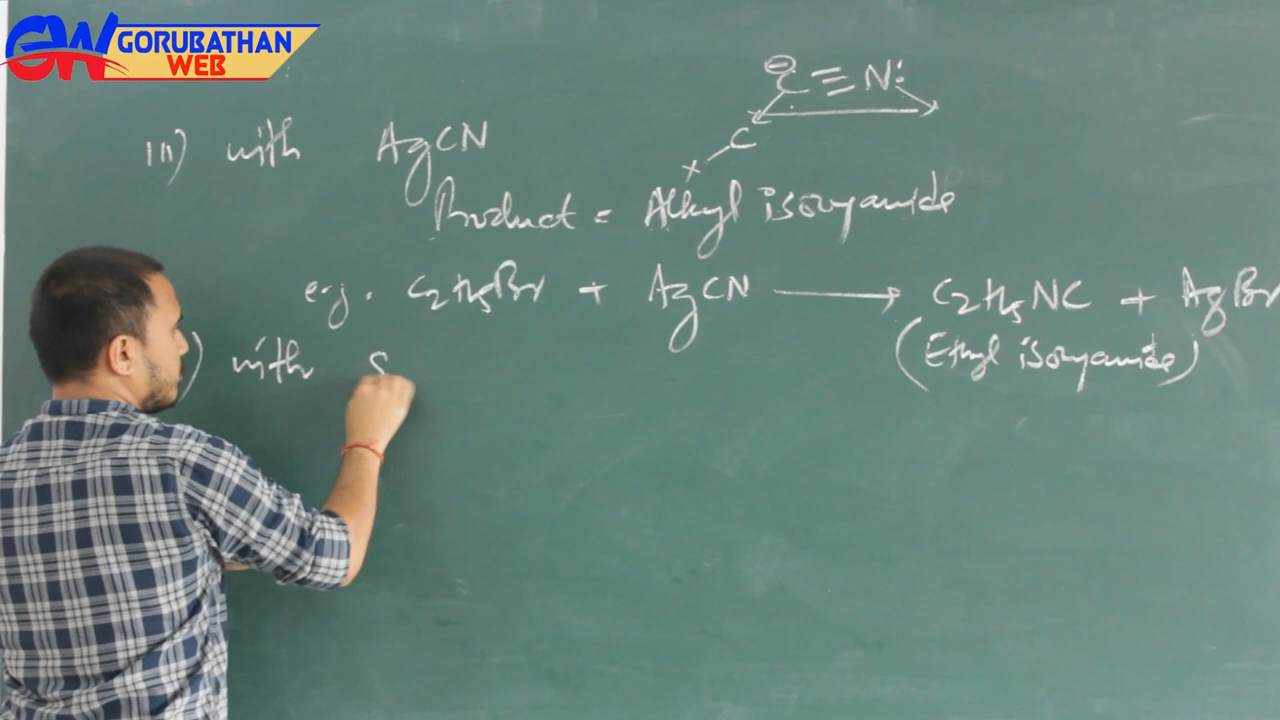 GORUBATHAN
WEB
⊖C ≡ N:
C
x
III) with AgCN
Product = Alkyl isocyanide
e.g. C2H5Br + AgCN → C2H5NC + AgBr
(Ethyl isocyanide)
) with S